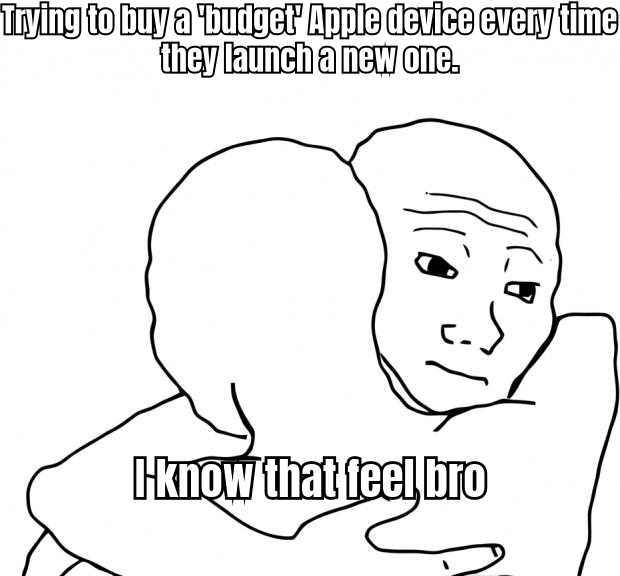 Trying to buy a 'budget' Apple device every time
they launch a new one.
I know that feel bro